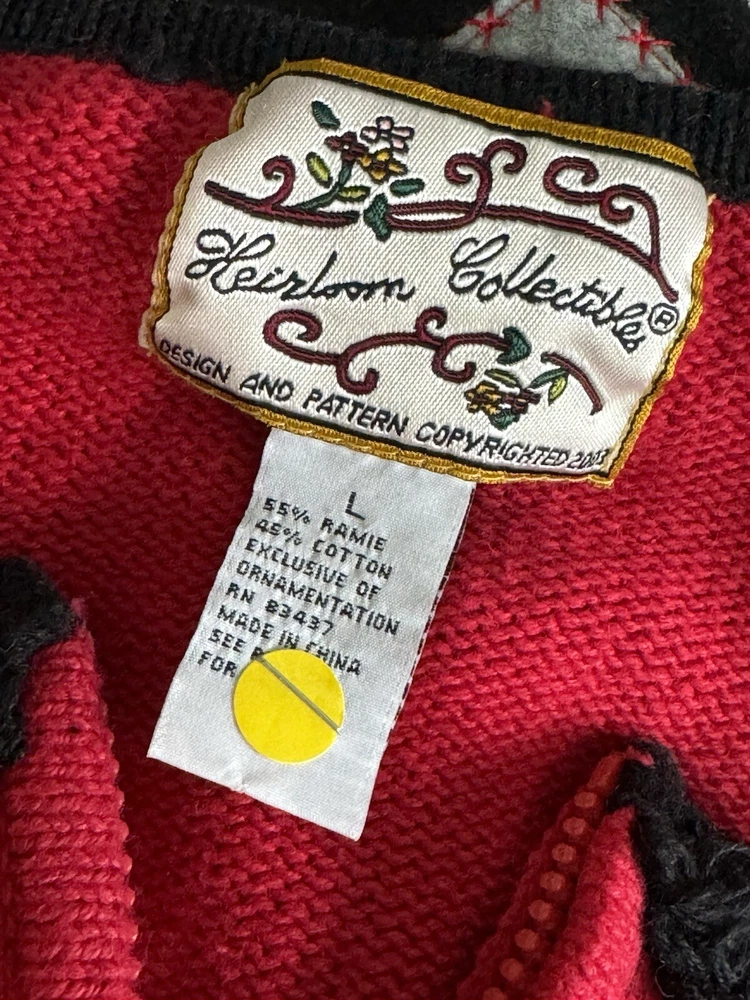 Heirloom Collectibles®
DESIGN AND PATTERN COPYRIGHTED 2003
L
55% RAMIE
45% COTTON
EXCLUSIVE OF
ORNAMENTATION
RN 83437
MADE IN CHINA
SEE
FOR